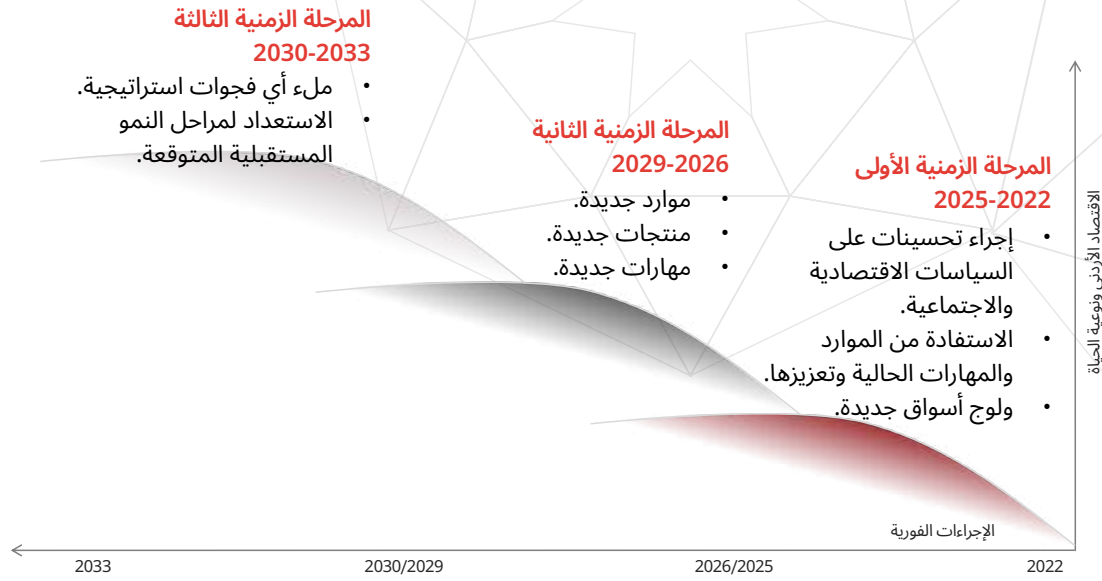 المرحلة الزمنية الثالثة
2030-2033
• ملء أي فجوات استراتيجية.
• الاستعداد لمراحل النمو
المستقبلية المتوقعة.
المرحلة الزمنية الثانية
2029-2026
• موارد جديدة.
• منتجات جديدة.
• مهارات جديدة.
المرحلة الزمنية الأولى
2025-2022
• إجراء تحسينات على
السياسات الاقتصادية
والاجتماعية.
• الاستفادة من الموارد
والمهارات الحالية وتعزيزها.
• ولوج أسواق جديدة.
الاقتصاد الأردني ونوعية الحياة
الإجراءات الفورية
2022
2026/2025
2030/2029
2033